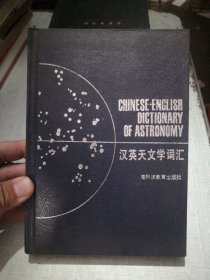 CHINESE-ENGLISH
DICTIONARY
OF ASTRONOMY
汉英天文学词汇